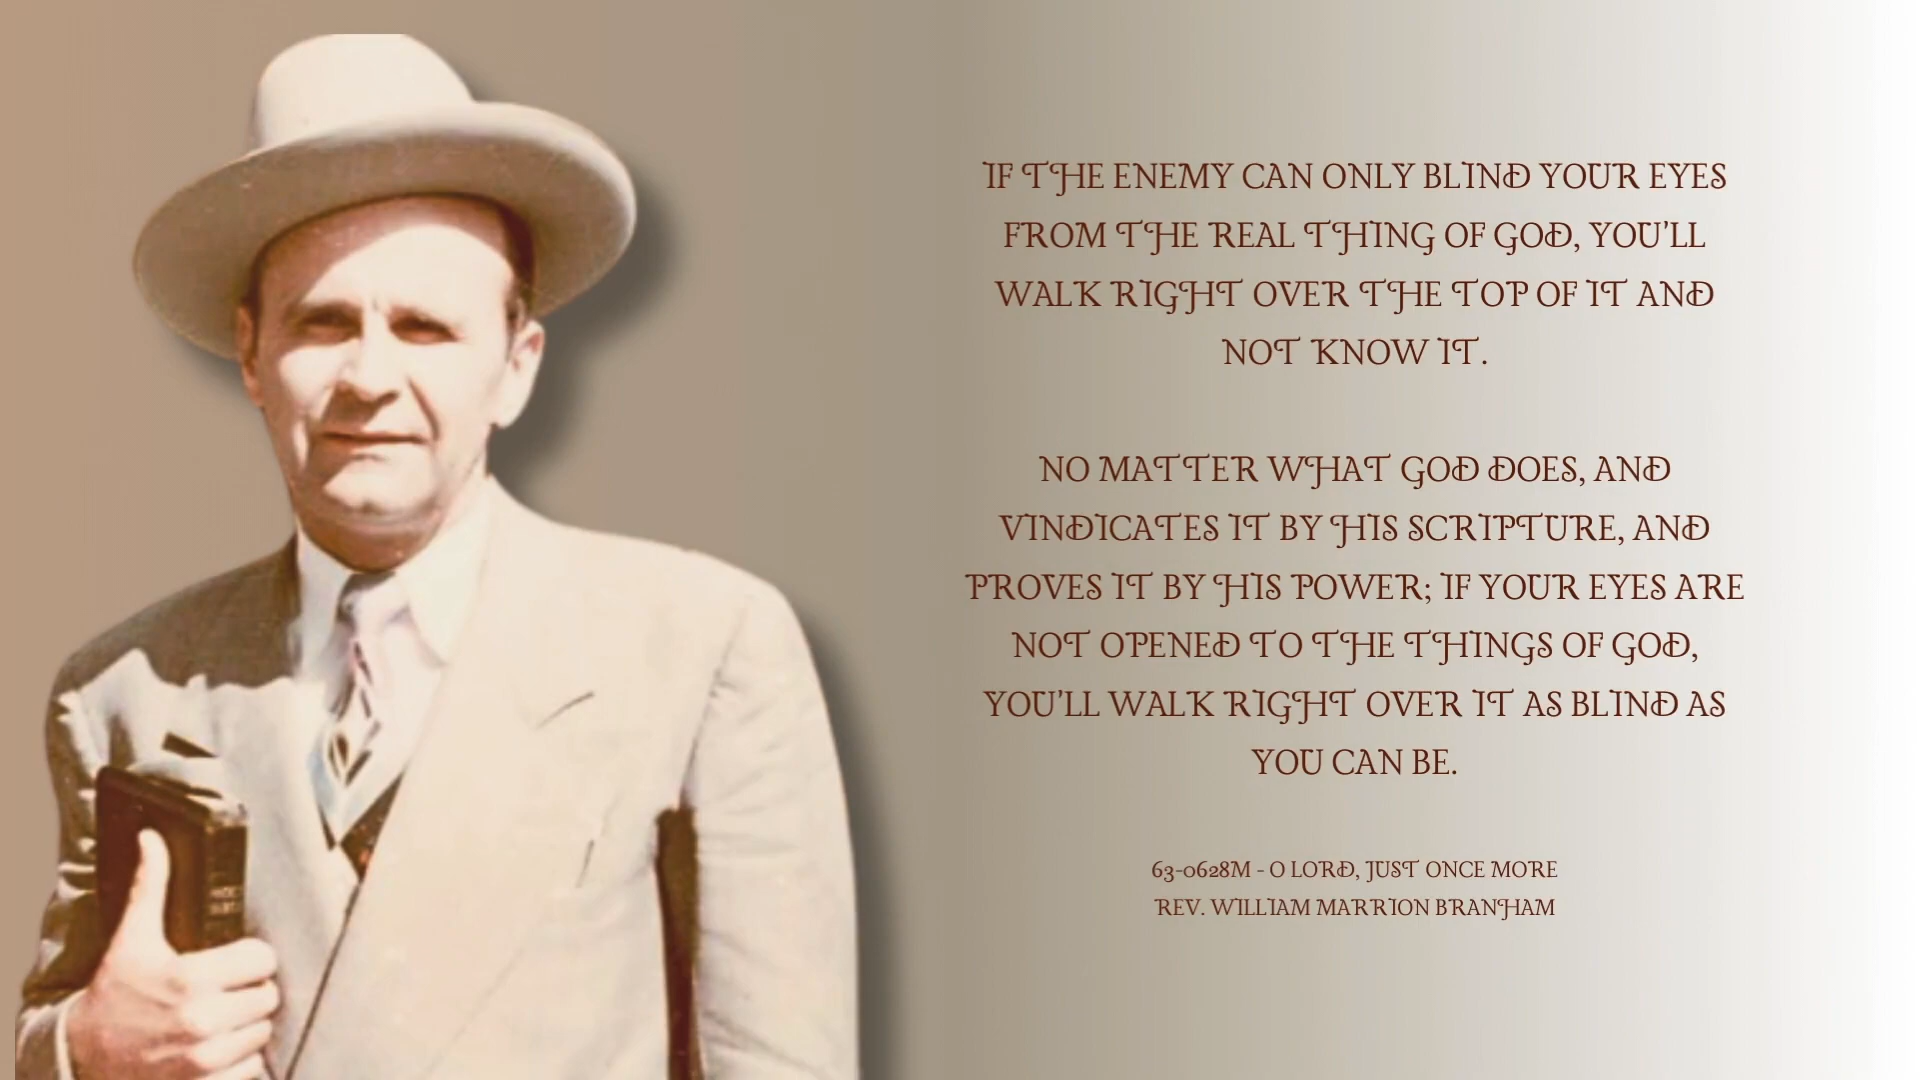 IF THE ENEMY CAN ONLY BLIND YOUR EYES
FROM THE REAL THING OF GOD, YOU'LL
WALK RIGHT OVER THE TOP OF IT AND
NOT KNOW IT.
NO MATTER WHAT GOD DOES, AND
VINDICATES IT BY HIS SCRIPTURE, AND
PROVES IT BY HIS POWER; IF YOUR EYES ARE
NOT OPENED TO THE THINGS OF GOD,
YOU'LL WALK RIGHT OVER IT AS BLIND AS
YOU CAN BE.
63-0628M - O LORD, JUST ONCE MORE
REV. WILLIAM MARRION BRANHAM